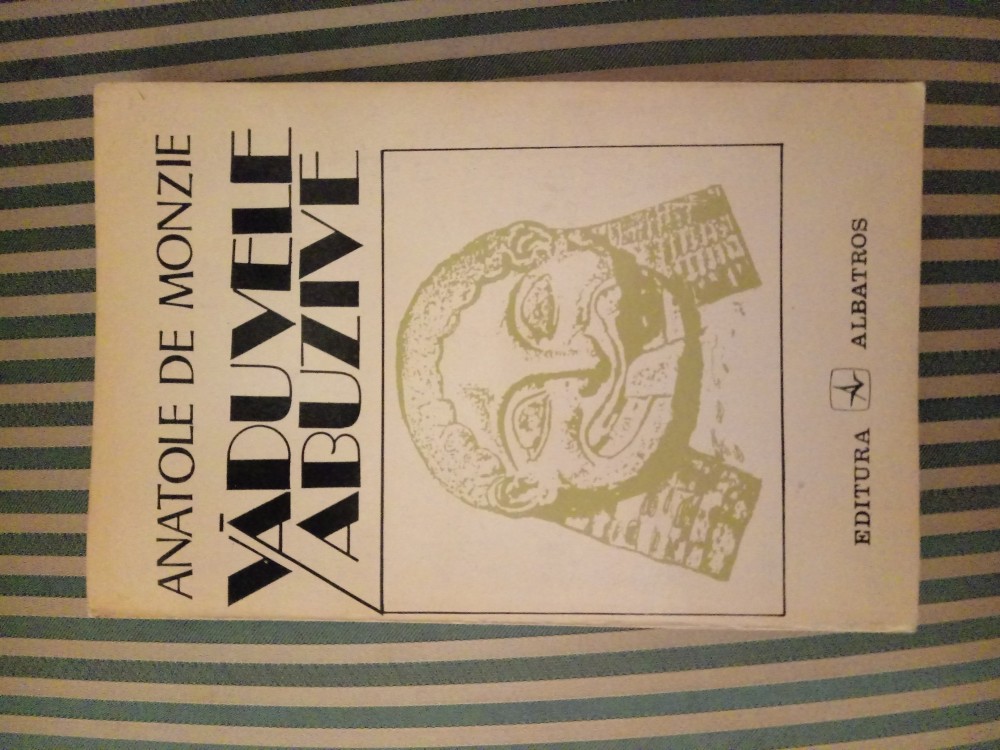 ANATOLE DE MONZIE
VĂDUVELE
ABUZIVE
EDITURA ALBATROS